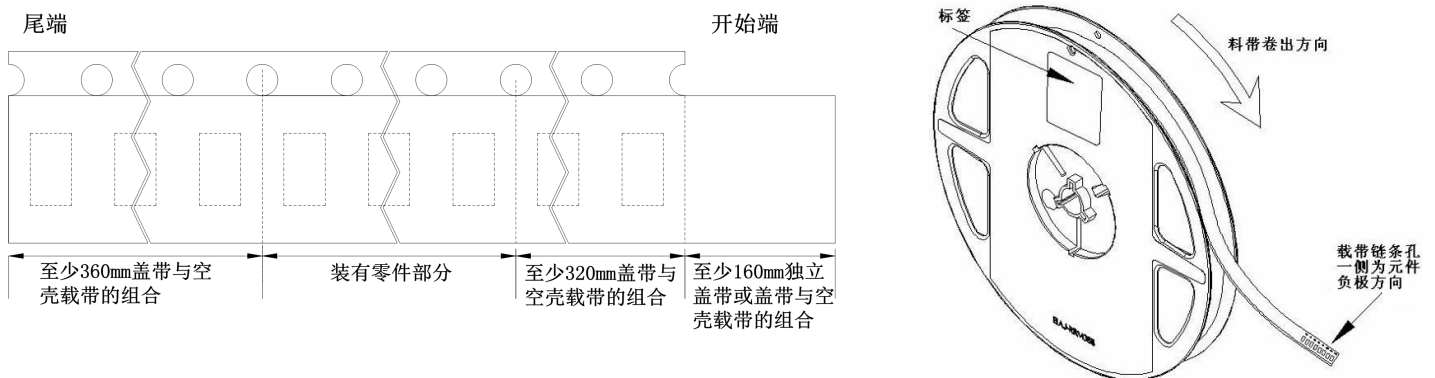 尾端
开始端
至少360mm盖带与空
壳载带的组合
装有零件部分
至少320mm盖带与
空壳载带的组合
至少160mm独立
盖带或盖带与空
壳载带的组合
标签
料带卷出方向
载带链条孔
一侧为元件
负极方向